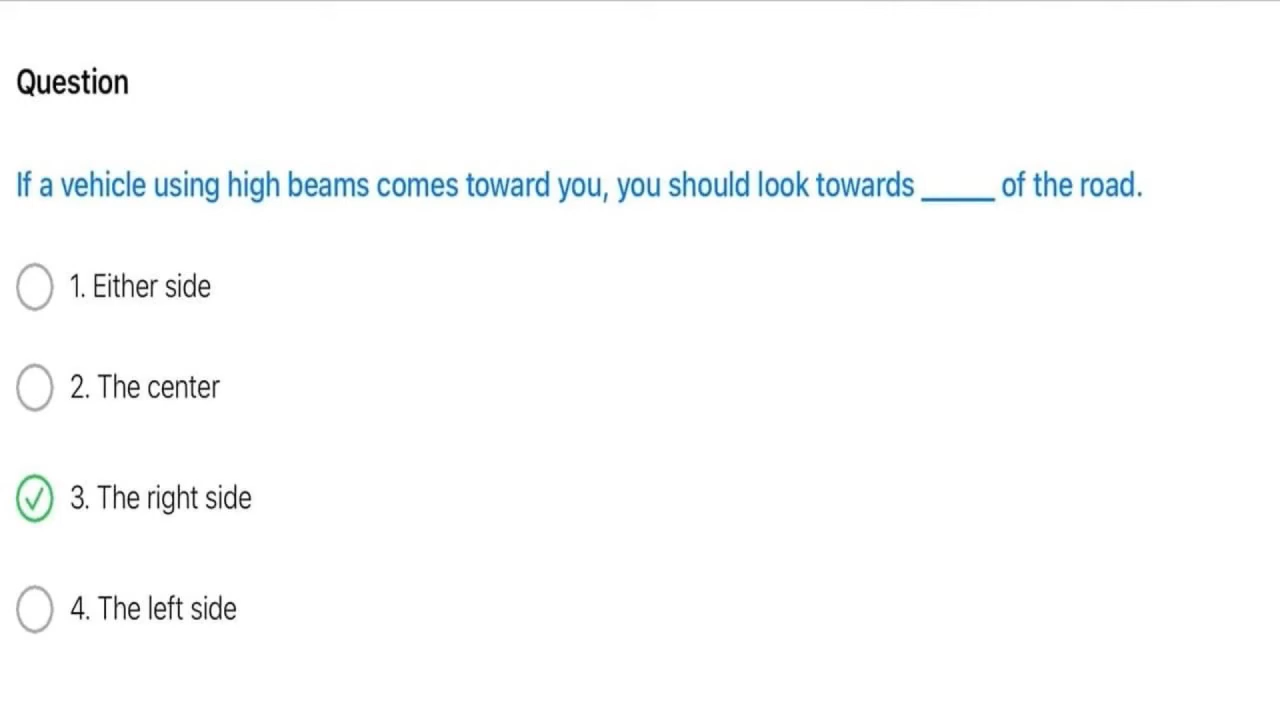 Question
If a vehicle using high beams comes toward you, you should look towards _____ of the road.
1. Either side
2. The center
3. The right side
4. The left side